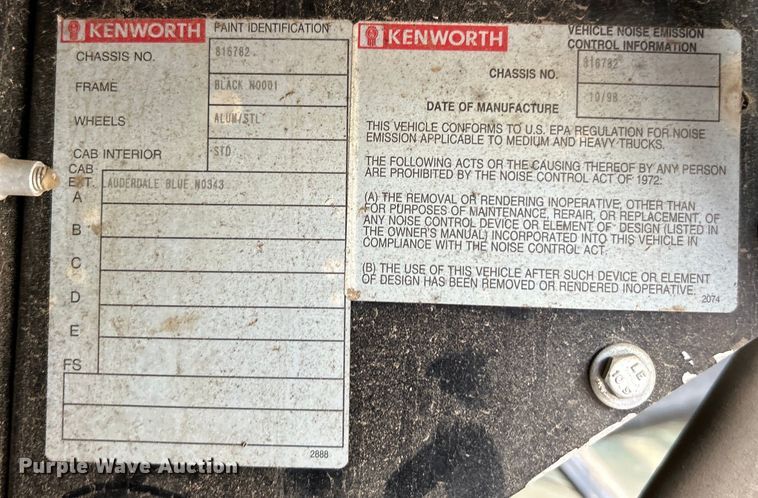 KENWORTH
PAINT IDENTIFICATION
CHASSIS NO.
816782
FRAME
BLACK N0001
WHEELS
ALUM/STL
CAB INTERIOR
STD
CAB
EXT.
LAUDERDALE BLUE N0343
A
B
C
D
E
FS
2888
KENWORTH
VEHICLE NOISE EMISSION
CONTROL INFORMATION
CHASSIS NO.
816782
DATE OF MANUFACTURE
10/98
THIS VEHICLE CONFORMS TO U.S. EPA REGULATION FOR NOISE
EMISSION APPLICABLE TO MEDIUM AND HEAVY TRUCKS.
THE FOLLOWING ACTS OR THE CAUSING THEREOF BY ANY PERSON
ARE PROHIBITED BY THE NOISE CONTROL ACT OF 1972:
(A) THE REMOVAL OR RENDERING INOPERATIVE, OTHER THAN
FOR PURPOSES OF MAINTENANCE, REPAIR, OR REPLACEMENT, OF
ANY NOISE CONTROL DEVICE OR ELEMENT OF DESIGN (LISTED IN
THE OWNER'S MANUAL) INCORPORATED INTO THIS VEHICLE IN
COMPLIANCE WITH THE NOISE CONTROL ACT.
(B) THE USE OF THIS VEHICLE AFTER SUCH DEVICE OR ELEMENT
OF DESIGN HAS BEEN REMOVED OR RENDERED INOPERATIVE.
2074
LE
10.9
Purple Wave Auction